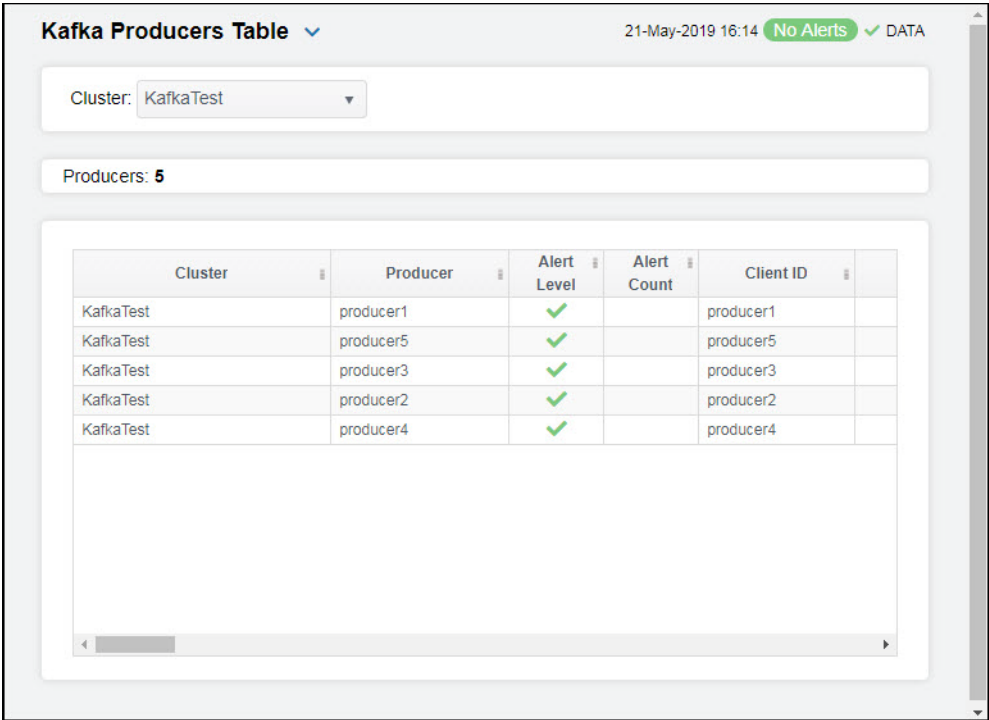 Kafka Producers Table
21-May-2019 16:14 No Alerts DATA
Cluster: KafkaTest
Producers: 5
Cluster Producer Alert Level Alert Count Client ID
KafkaTest producer1 producer1
KafkaTest producer5 producer5
KafkaTest producer3 producer3
KafkaTest producer2 producer2
KafkaTest producer4 producer4